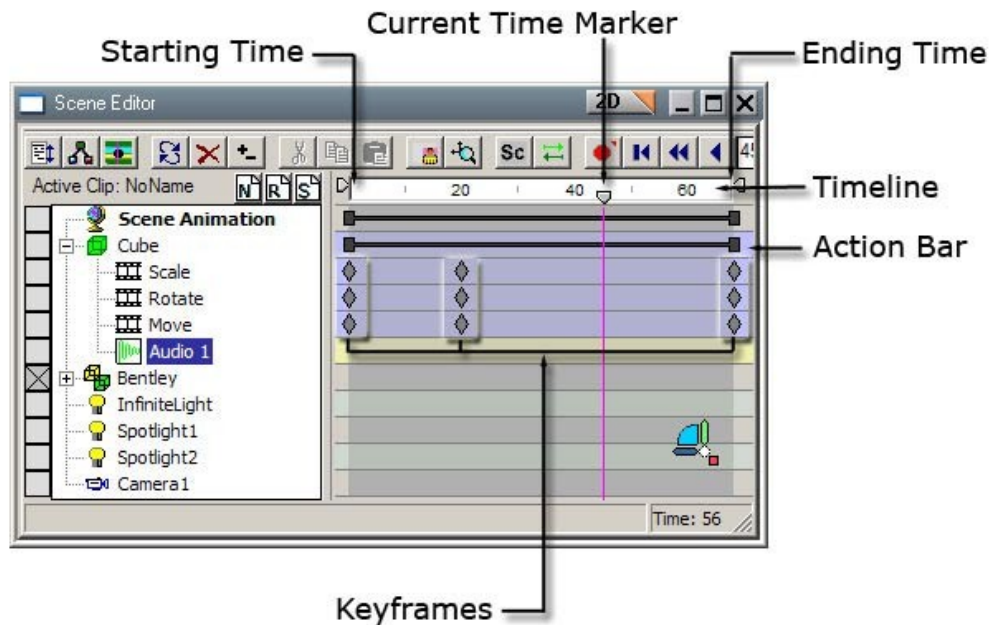 Current Time Marker
Starting Time
Ending Time
Scene Editor
2D
Sc
45
Active Clip: NoName
N R S
20 40 60
Timeline
Scene Animation
Action Bar
Cube
Scale
Rotate
Move
Audio 1
Bentley
InfiniteLight
Spotlight1
Spotlight2
Camera1
Time: 56
Keyframes